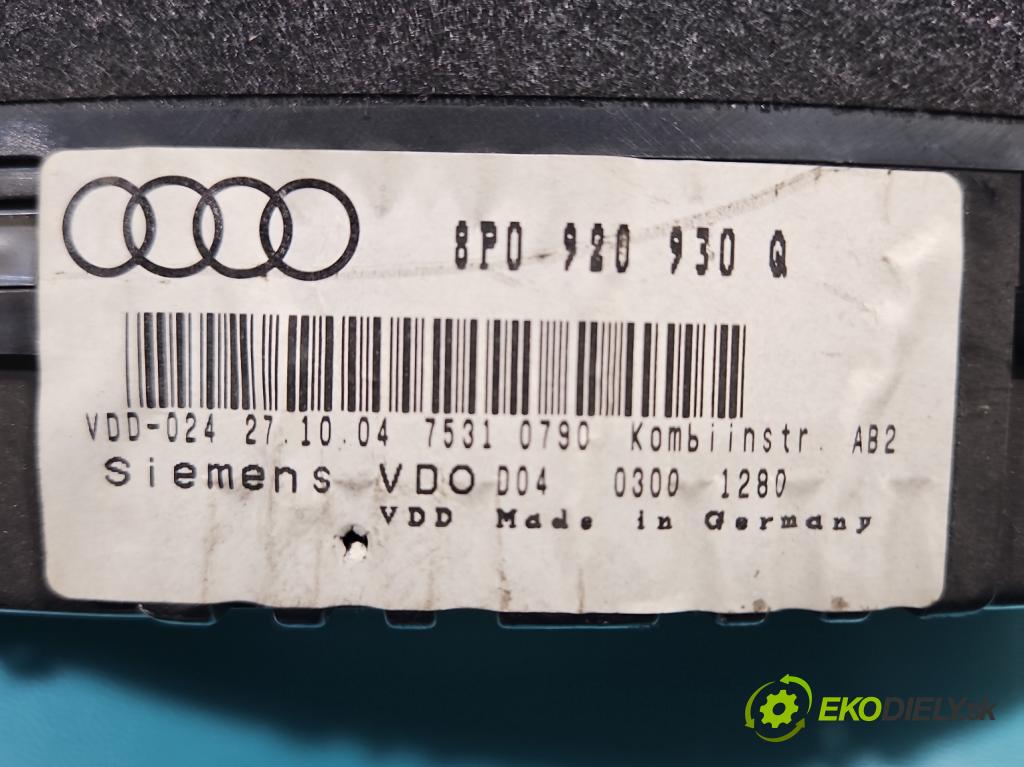 8P0 920 930 Q
VDD-024 27.10.04 7531 0790 Kombiinstr. AB2
Siemens VDO D04 0300 1280
VDD Made in Germany
EKODIELY.sk